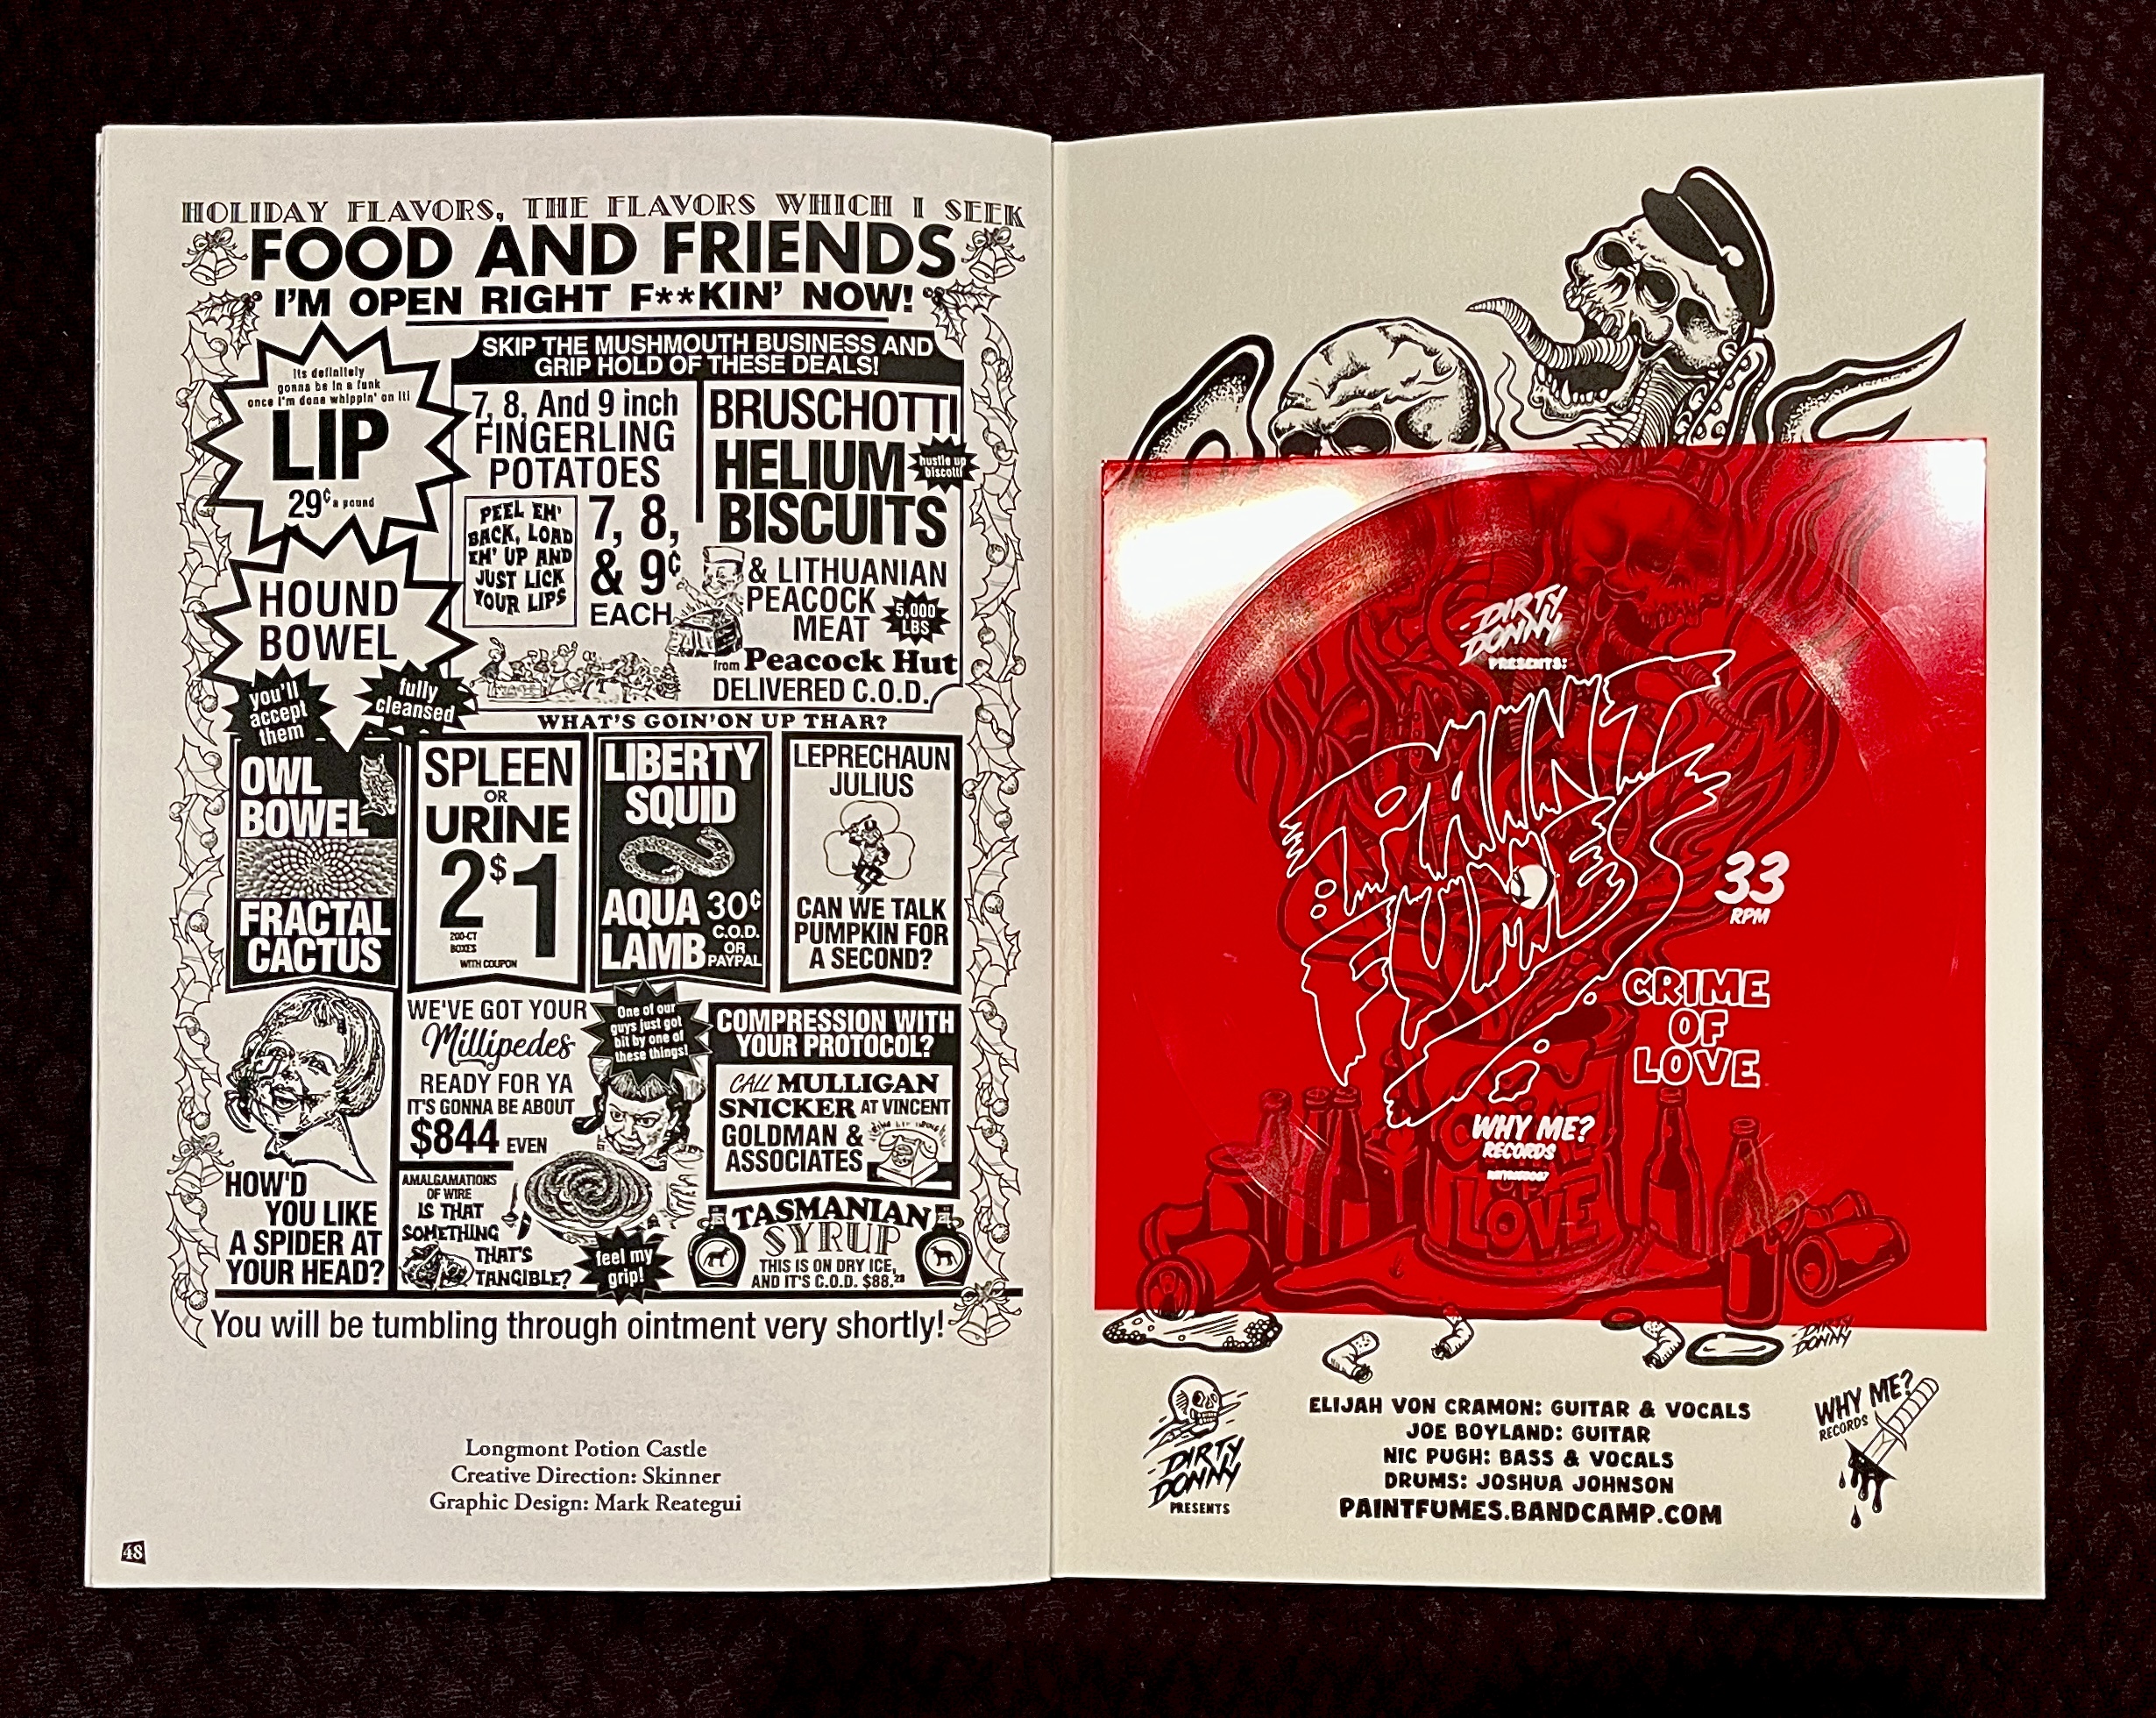 HOLIDAY FLAVORS, THE FLAVORS WHICH I SEEK
FOOD AND FRIENDS
I'M OPEN RIGHT F**KIN' NOW!
Its definitely
gonna be in a funk
once I'm done whippin' on it!
LIP
29¢ a pound
HOUND
BOWEL
you'll
accept
them
fully
cleansed
SKIP THE MUSHMOUTH BUSINESS AND
GRIP HOLD OF THESE DEALS!
7, 8, And 9 inch
FINGERLING
POTATOES
PEEL EM'
BACK, LOAD
EM' UP AND
JUST LICK
YOUR LIPS
7, 8,
& 9¢
EACH
BRUSCHOTTI
HELIUM
BISCUITS
hustle up
biscotti
& LITHUANIAN
PEACOCK
MEAT
5,000
LBS
from Peacock Hut
DELIVERED C.O.D.
WHAT'S GOIN'ON UP THAR?
OWL
BOWEL
FRACTAL
CACTUS
SPLEEN
OR
URINE
2$1
200-CT
BOXES
WITH COUPON
LIBERTY
SQUID
AQUA
LAMB
30¢
C.O.D.
OR
PAYPAL
LEPRECHAUN
JULIUS
CAN WE TALK
PUMPKIN FOR
A SECOND?
HOW'D
YOU LIKE
A SPIDER AT
YOUR HEAD?
WE'VE GOT YOUR
Millipedes
READY FOR YA
IT'S GONNA BE ABOUT
$844 EVEN
One of our
guys just got
bit by one of
these things!
AMALGAMATIONS
OF WIRE
IS THAT
SOMETHING
THAT'S
TANGIBLE?
feel my
grip!
COMPRESSION WITH
YOUR PROTOCOL?
CALL MULLIGAN
SNICKER AT VINCENT
GOLDMAN &
ASSOCIATES
TASMANIAN
SYRUP
THIS IS ON DRY ICE,
AND IT'S C.O.D. $88.28
You will be tumbling through ointment very shortly!
Longmont Potion Castle
Creative Direction: Skinner
Graphic Design: Mark Reategui
48
DIRTY
DONNY
PRESENTS:
PAINT
FUMES
33
RPM
CRIME
OF
LOVE
WHY ME?
RECORDS
CRIME
OF
LOVE
DIRTY
DONNY
DIRTY
DONNY
PRESENTS
ELIJAH VON CRAMON: GUITAR & VOCALS
JOE BOYLAND: GUITAR
NIC PUGH: BASS & VOCALS
DRUMS: JOSHUA JOHNSON
PAINTFUMES.BANDCAMP.COM
WHY ME?
RECORDS